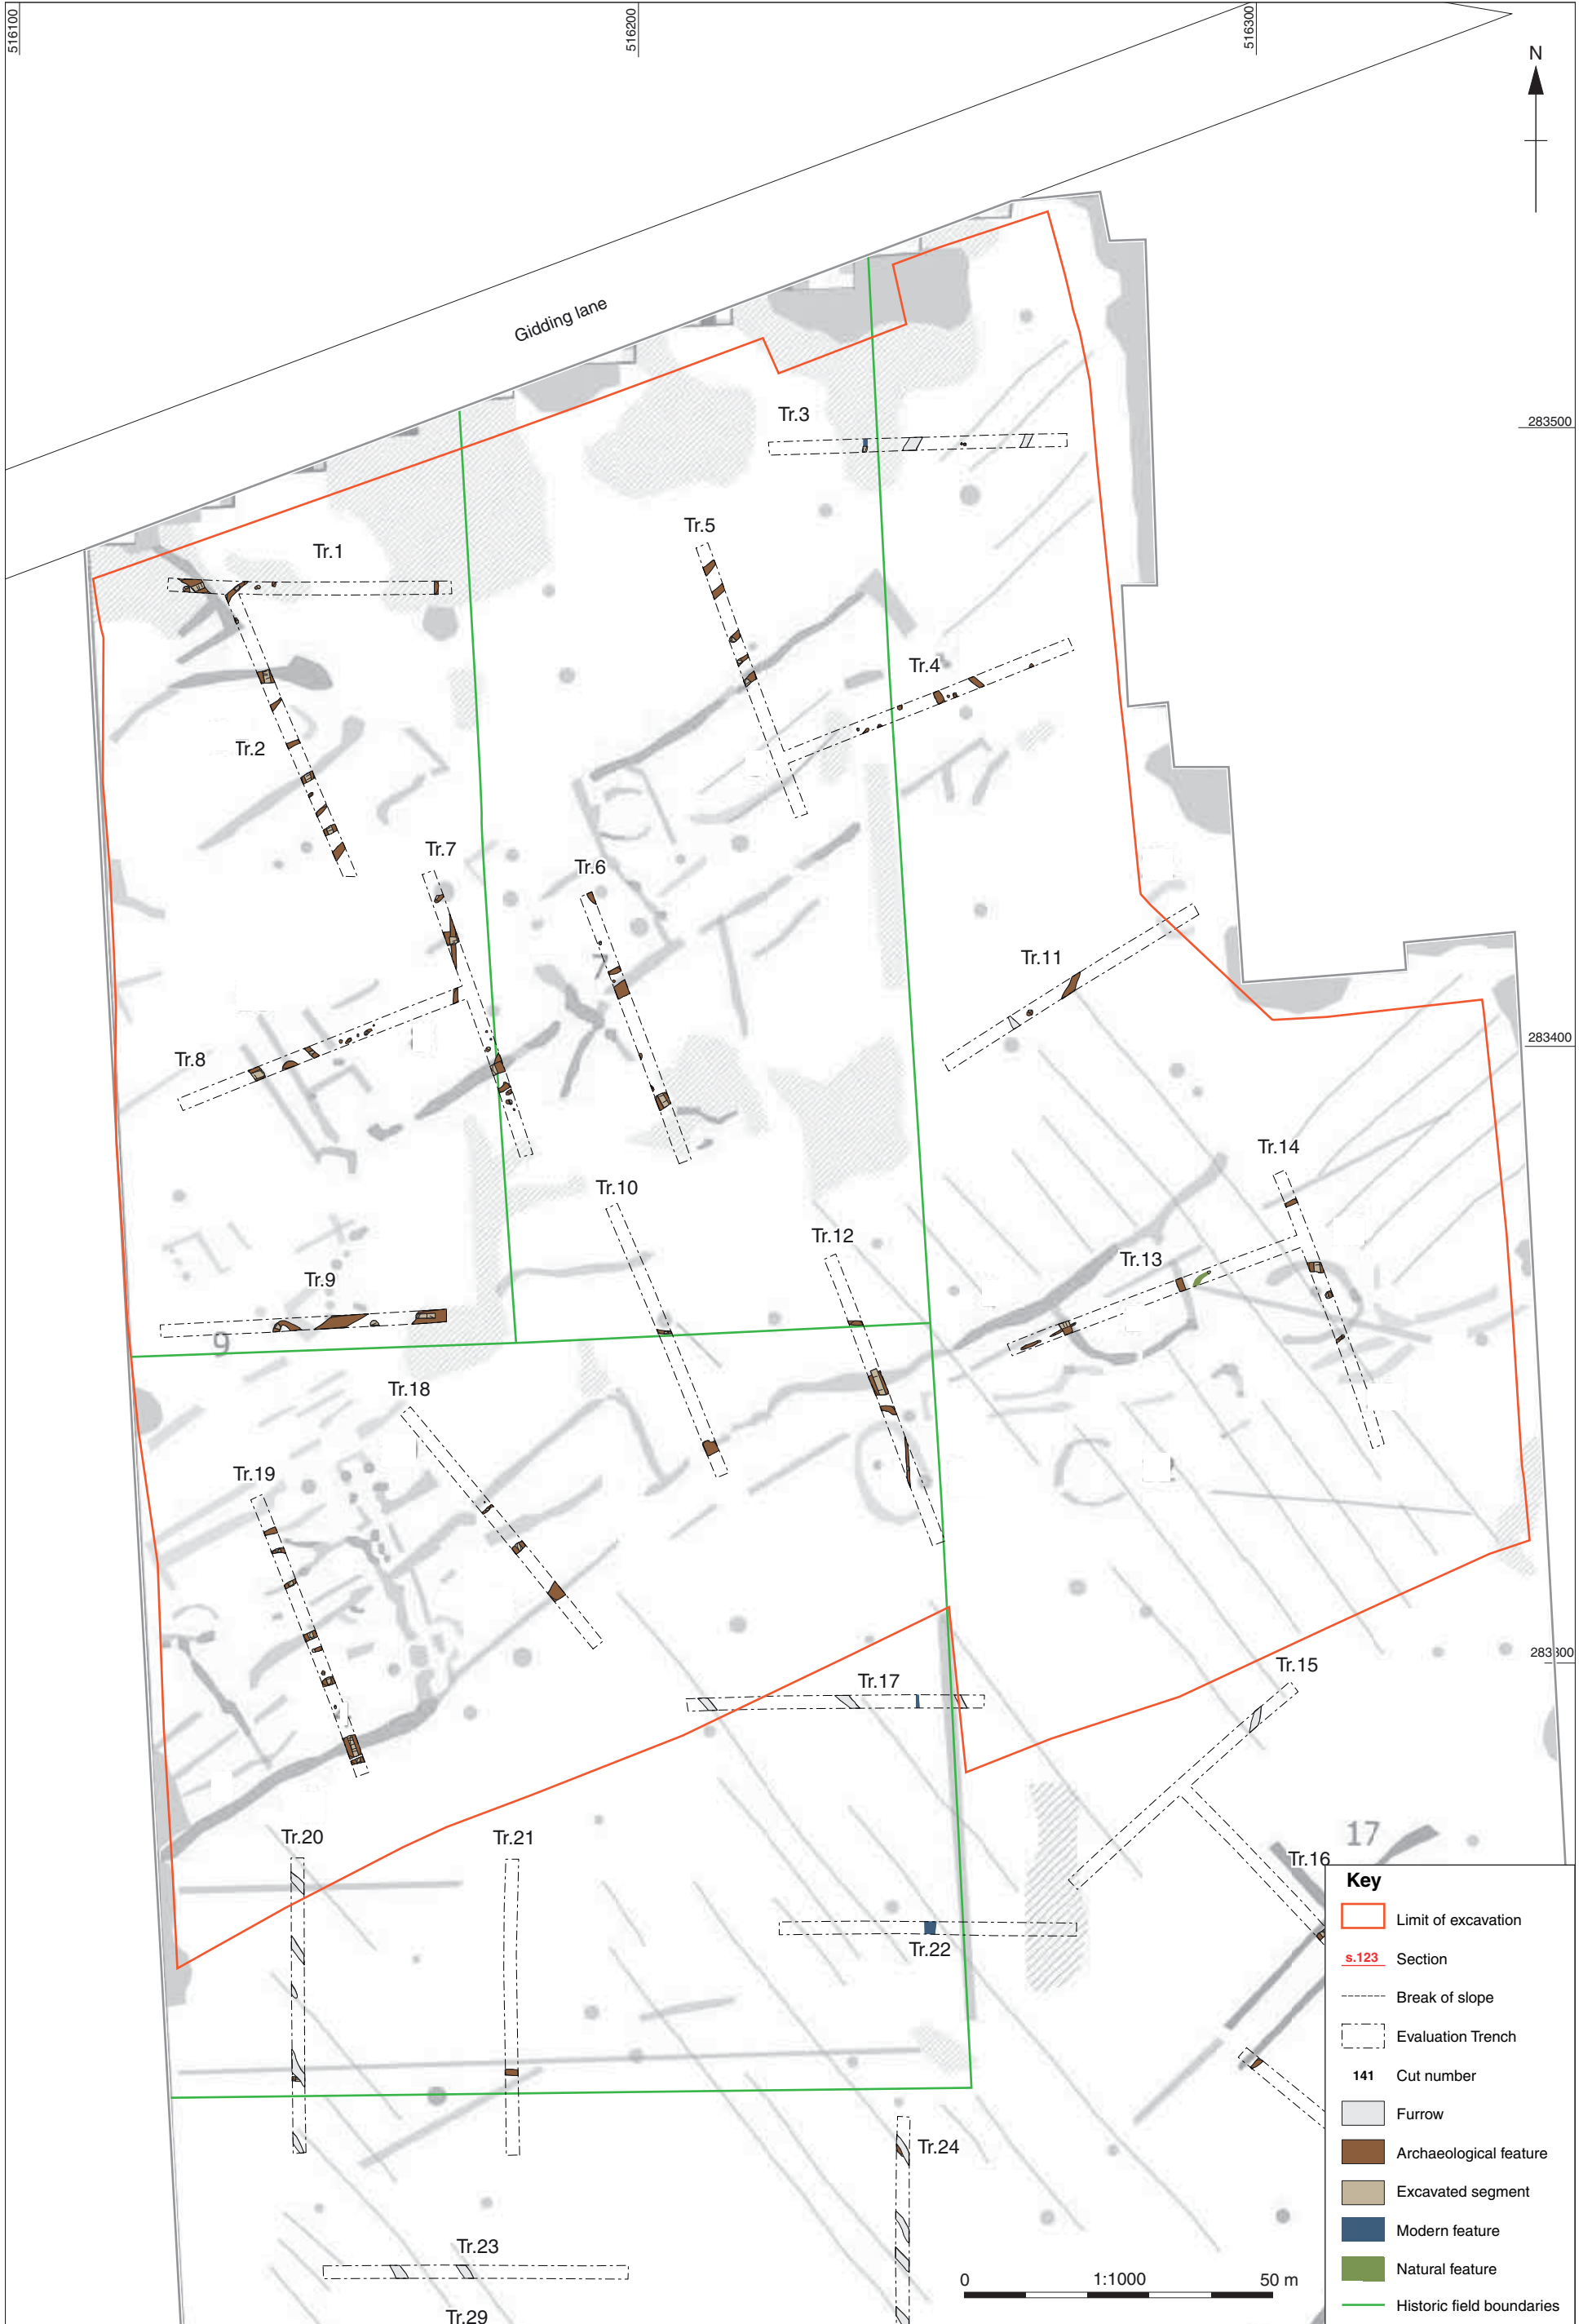 516100
516200
516300
N
Gidding lane
283500
Tr.3
Tr.5
Tr.1
Tr.4
Tr.2
Tr.7
Tr.6
7
Tr.11
283400
Tr.8
Tr.14
Tr.10
Tr.12
Tr.13
Tr.9
9
Tr.18
Tr.19
283300
Tr.15
Tr.17
17
Tr.20
Tr.21
Tr.16
Tr.22
Tr.24
Tr.23
Tr.29
0 1:1000 50 m
Key
Limit of excavation
s.123 Section
Break of slope
Evaluation Trench
141 Cut number
Furrow
Archaeological feature
Excavated segment
Modern feature
Natural feature
Historic field boundaries